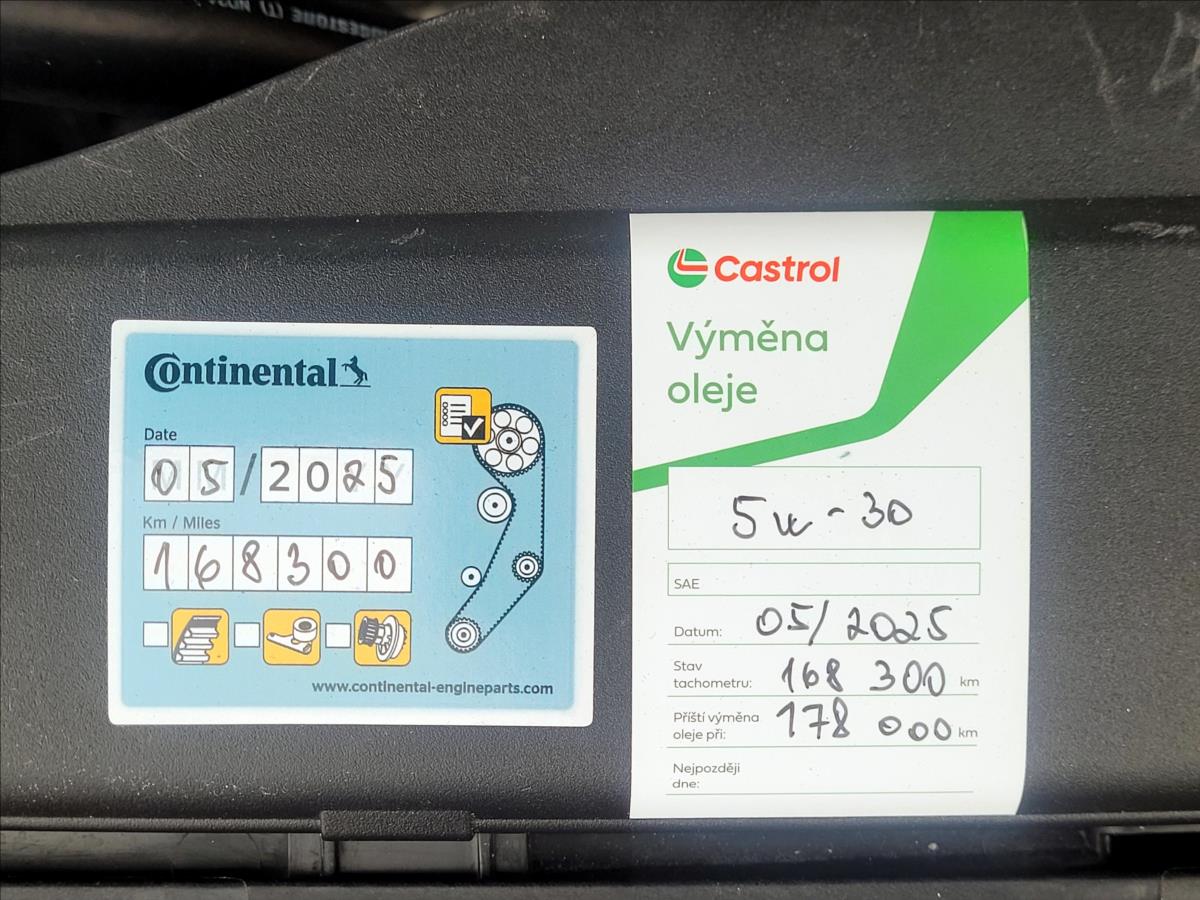 Continental
Date
05/2025
Km / Miles
168300
www.continental-engineparts.com
Castrol
Výměna
oleje
5w-30
SAE
Datum: 05/2025
Stav
tachometru: 168 300 km
Příští výměna
oleje při: 178 000 km
Nejpozději
dne: